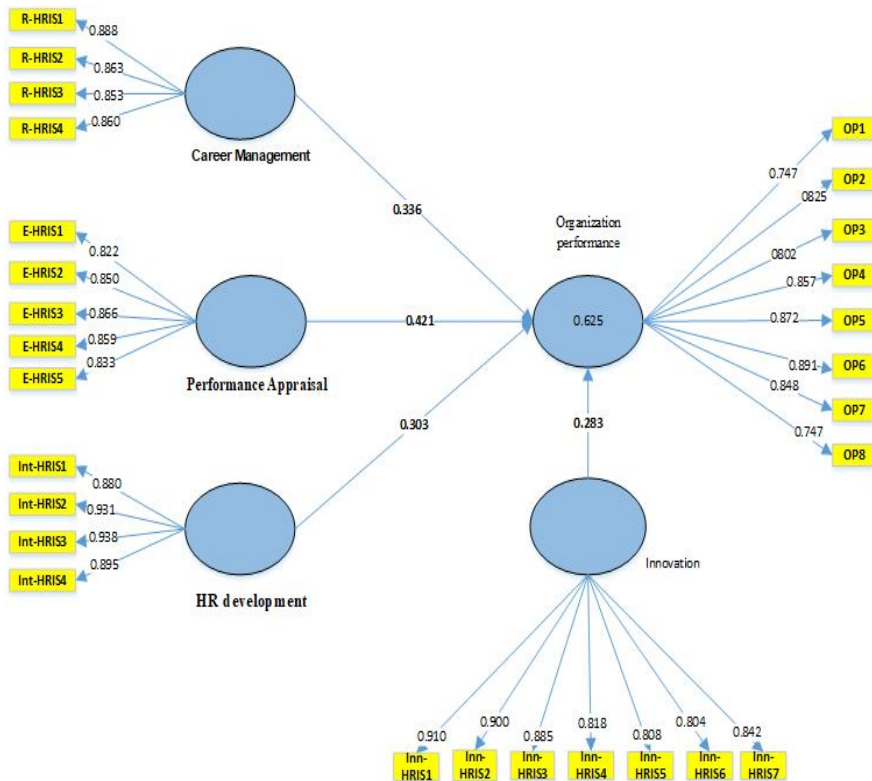 R-HRIS1
0.888
R-HRIS2
0.863
R-HRIS3
0.853
R-HRIS4
0.860
Career Management
0.336
E-HRIS1
0.822
E-HRIS2
0.850
E-HRIS3
0.866
E-HRIS4
0.859
E-HRIS5
0.833
Performance Appraisal
0.421
Int-HRIS1
0.880
Int-HRIS2
0.931
Int-HRIS3
0.938
Int-HRIS4
0.895
HR development
0.303
Organization
performance
0.625
OP1
0.747
OP2
0825
OP3
0802
OP4
0.857
OP5
0.872
OP6
0.891
OP7
0.848
OP8
0.747
0.283
Innovation
0.910
0.900
0.885
0.818
0.808
0.804
0.842
Inn-
HRIS1
Inn-
HRIS2
Inn-
HRIS3
Inn-
HRIS4
Inn-
HRIS5
Inn-
HRIS6
Inn-
HRIS7